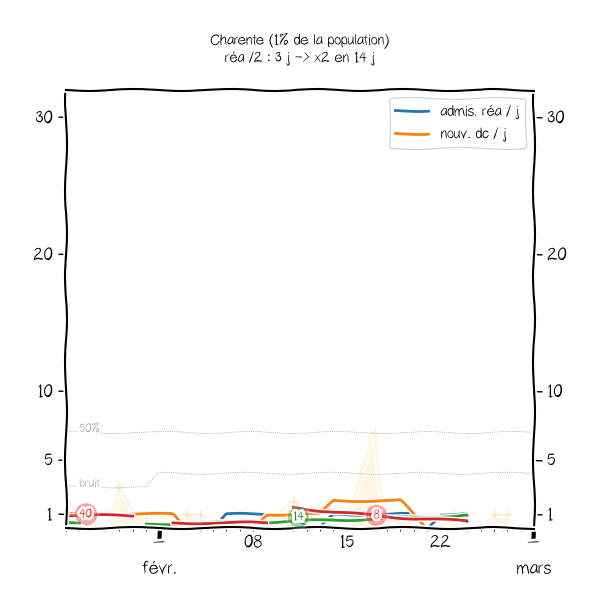 Charente (1% de la population)
réa /2 : 3 j -> x2 en 14 j
admis. réa / j
nouv. dc / j
30
30
20
20
10
10
50%
5
5
bruit
1
40
14
8
1
08
15
22
févr.
mars